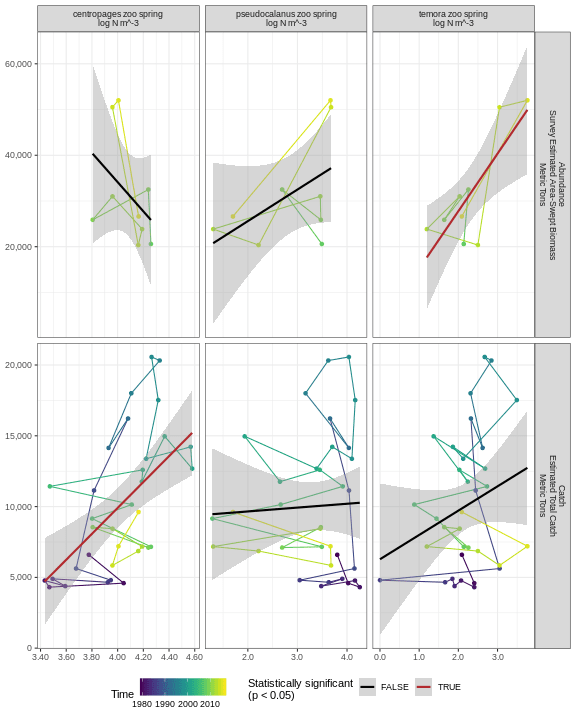 centropages zoo spring
log N m^-3
pseudocalanus zoo spring
log N m^-3
temora zoo spring
log N m^-3
60,000
40,000
20,000
Abundance
Survey Estimated Area-Swept Biomass
Metric Tons
20,000
15,000
10,000
5,000
0
Catch
Estimated Total Catch
Metric Tons
3.40 3.60 3.80 4.00 4.20 4.40 4.60
2.0 3.0 4.0
0.0 1.0 2.0 3.0
Time
1980 1990 2000 2010
Statistically significant
(p < 0.05)
FALSE
TRUE